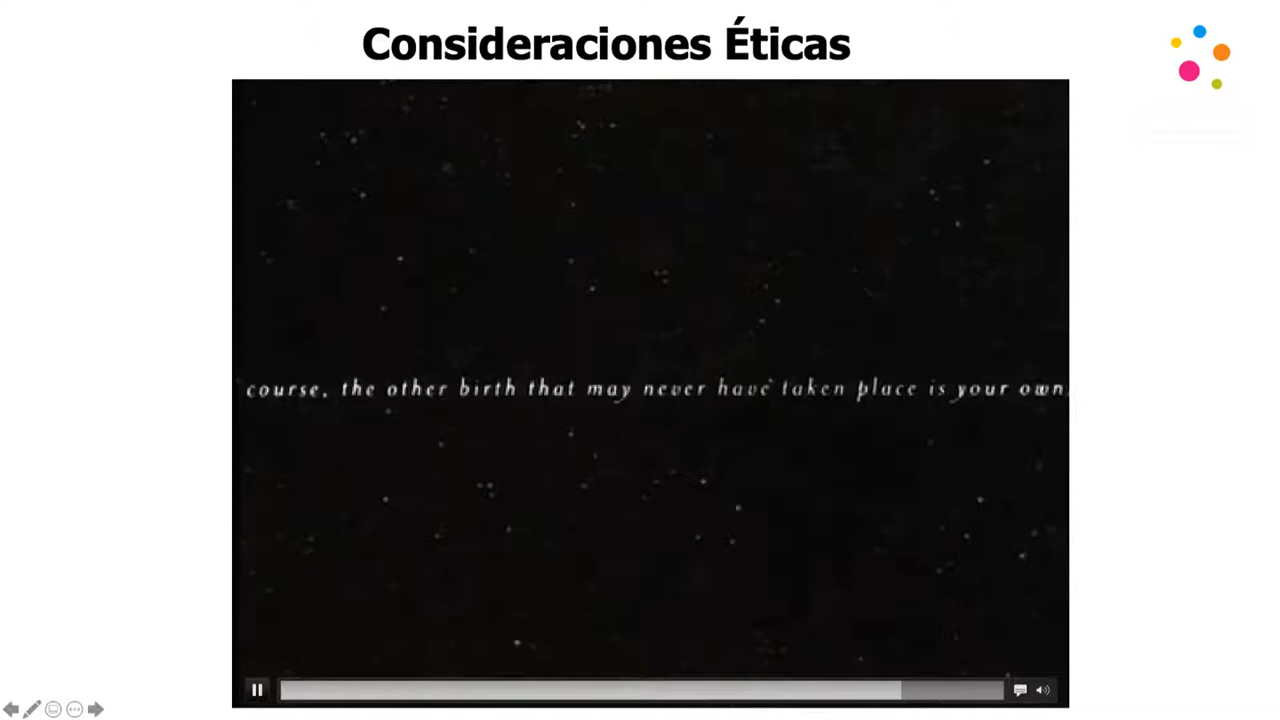 Consideraciones Éticas
course, the other birth that may never have taken place is your own.